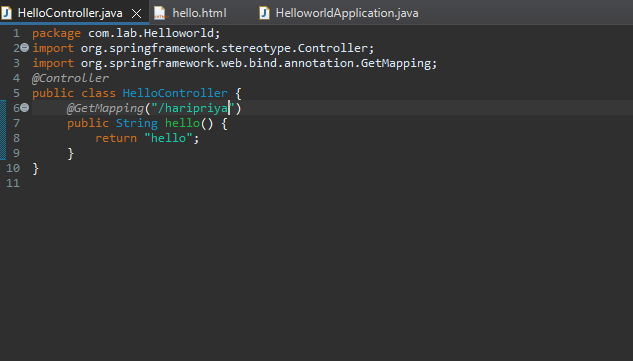 HelloController.java hello.html HelloworldApplication.java
1 package com.lab.Helloworld;
2 import org.springframework.stereotype.Controller;
3 import org.springframework.web.bind.annotation.GetMapping;
4 @Controller
5 public class HelloController {
6 @GetMapping("/haripriya")
7 public String hello() {
8 return "hello";
9 }
10 }
11